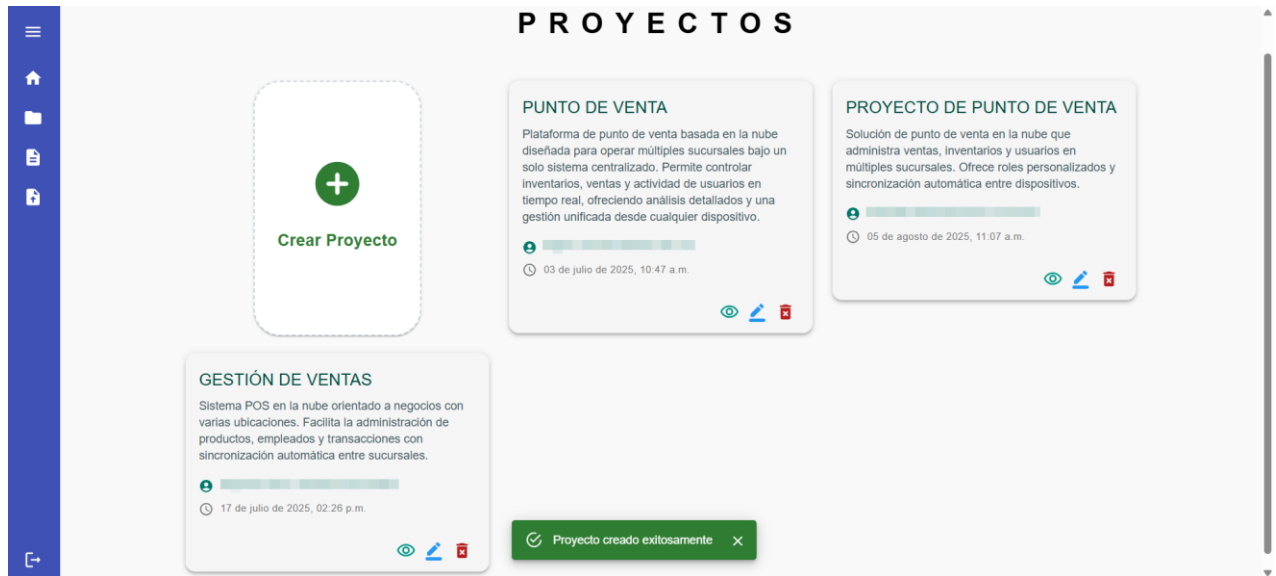 PROYECTOS
Crear Proyecto
PUNTO DE VENTA
Plataforma de punto de venta basada en la nube
diseñada para operar múltiples sucursales bajo un
solo sistema centralizado. Permite controlar
inventarios, ventas y actividad de usuarios en
tiempo real, ofreciendo análisis detallados y una
gestión unificada desde cualquier dispositivo.
03 de julio de 2025, 10:47 a.m.
PROYECTO DE PUNTO DE VENTA
Solución de punto de venta en la nube que
administra ventas, inventarios y usuarios en
múltiples sucursales. Ofrece roles personalizados y
sincronización automática entre dispositivos.
05 de agosto de 2025, 11:07 a.m.
GESTIÓN DE VENTAS
Sistema POS en la nube orientado a negocios con
varias ubicaciones. Facilita la administración de
productos, empleados y transacciones con
sincronización automática entre sucursales.
17 de julio de 2025, 02:26 p.m.
Proyecto creado exitosamente